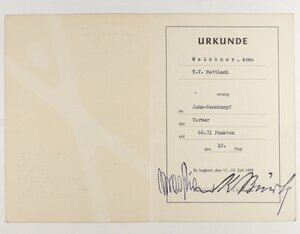 URKUNDE
Weichner, Arno
T.V. Mettlach
errang
im Jahn-Neunkampf
der Turner
mit 66.71 Punkten
den 10. Platz
St. Ingbert, den 17.-18. Juli 1958